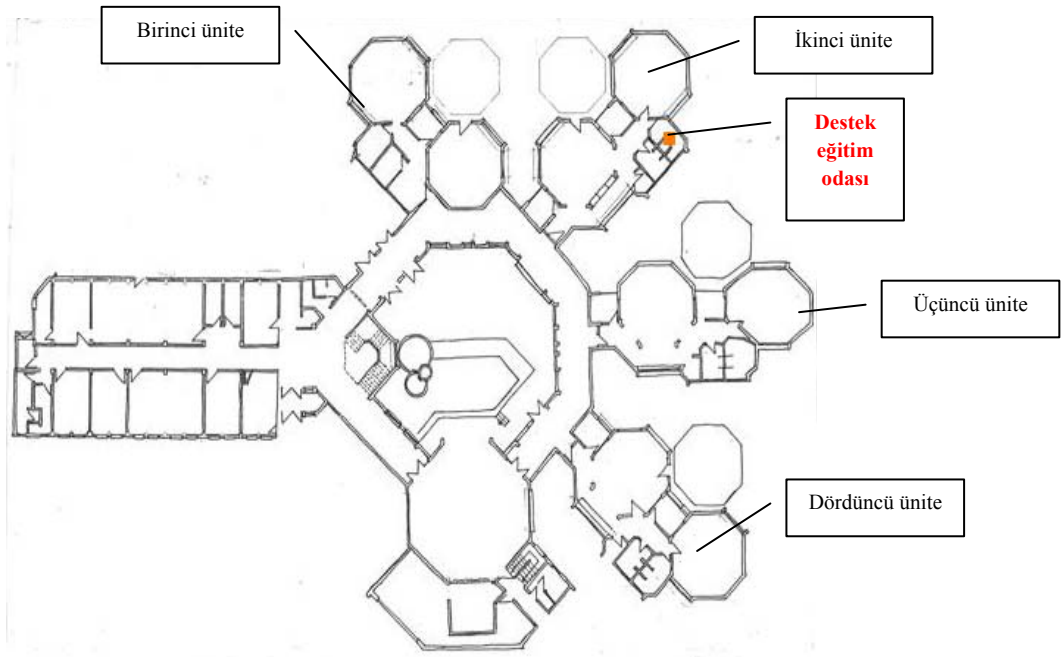 Birinci ünite
İkinci ünite
Destek
eğitim
odası
Üçüncü ünite
Dördüncü ünite